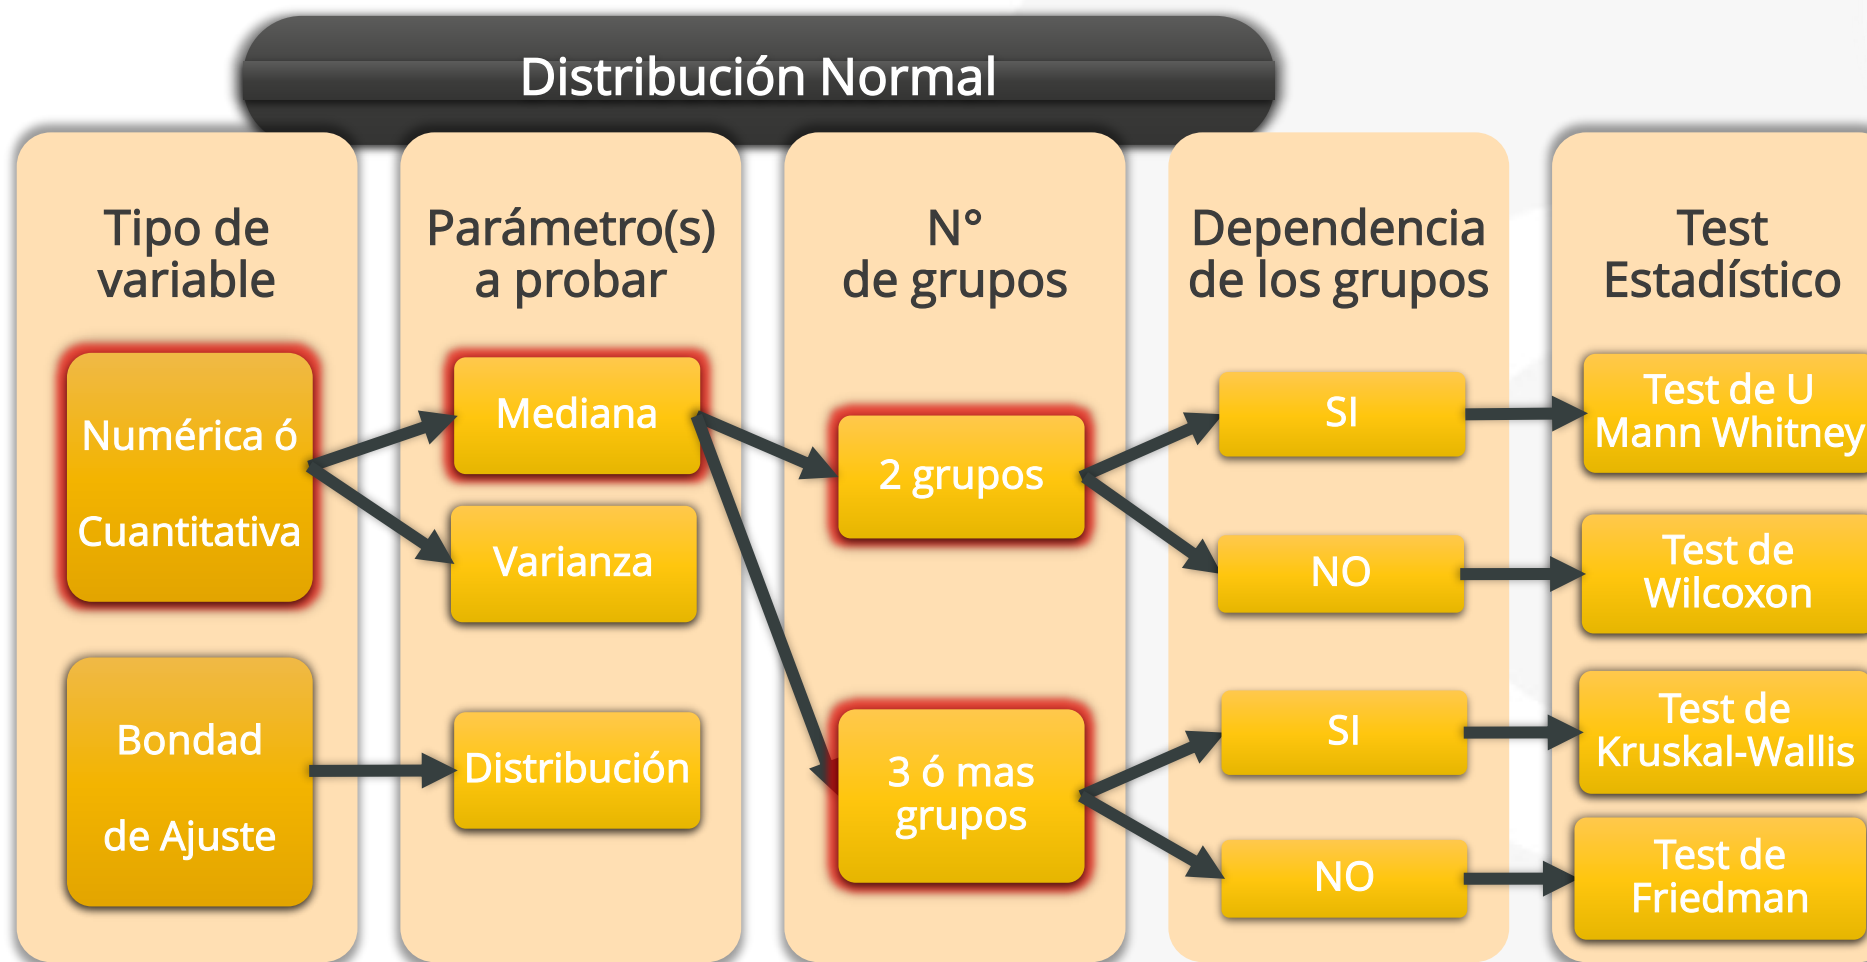 Distribución Normal
Tipo de
variable
Numérica ó
Cuantitativa
Bondad
de Ajuste
Parámetro(s)
a probar
Mediana
Varianza
Distribución
N°
de grupos
2 grupos
3 ó mas
grupos
Dependencia
de los grupos
SI
NO
SI
NO
Test
Estadístico
Test de U
Mann Whitney
Test de
Wilcoxon
Test de
Kruskal-Wallis
Test de
Friedman